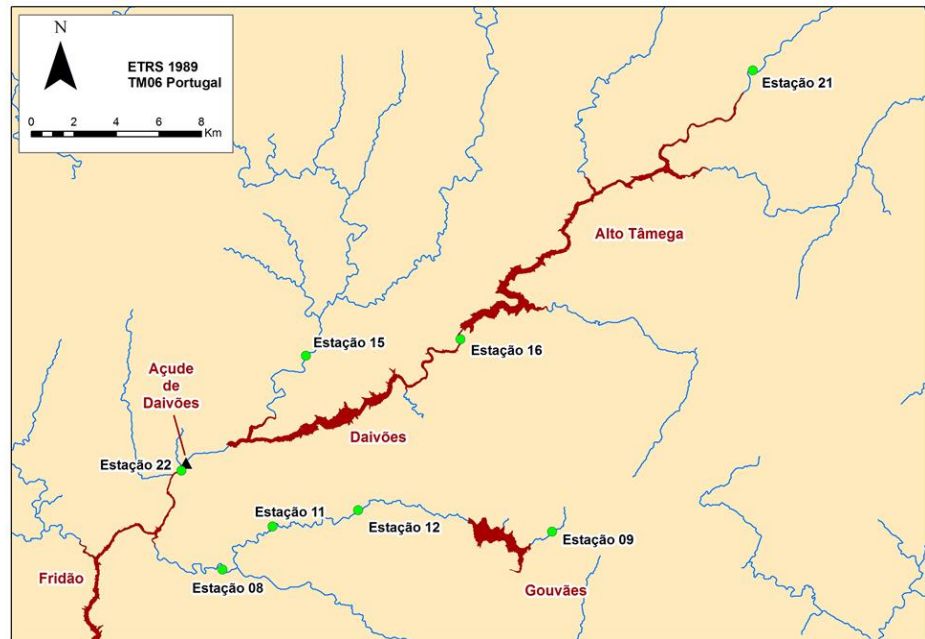 N
ETRS 1989
TM06 Portugal
0 2 4 6 8
Km
Estação 21
Alto Tâmega
Estação 15
Estação 16
Açude
de
Daivões
Daivões
Estação 22
Estação 11
Estação 12
Estação 09
Fridão
Estação 08
Gouvães